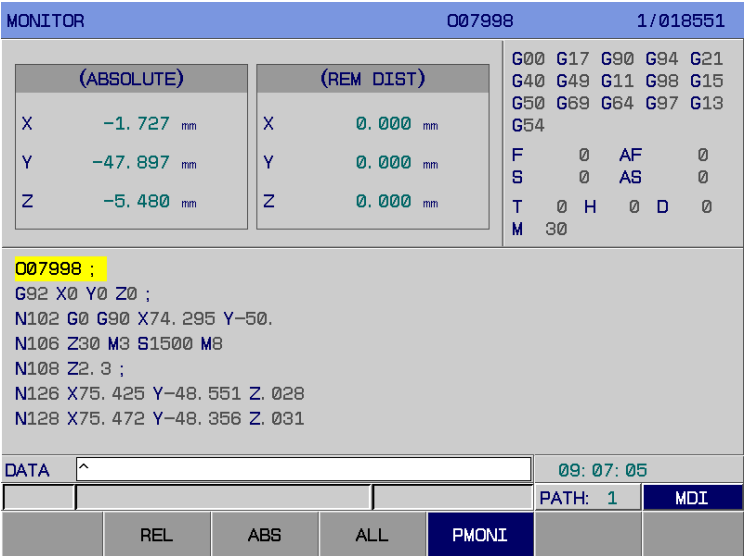 MONITOR O07998 1/018551
(ABSOLUTE) (REM DIST)
X -1.727 mm X 0.000 mm
Y -47.897 mm Y 0.000 mm
Z -5.480 mm Z 0.000 mm
G00 G17 G90 G94 G21
G40 G49 G11 G98 G15
G50 G69 G64 G97 G13
G54
F 0 AF 0
S 0 AS 0
T 0 H 0 D 0
M 30
O07998 ;
G92 X0 Y0 Z0 ;
N102 G0 G90 X74.295 Y-50.
N106 Z30 M3 S1500 M8
N108 Z2.3 ;
N126 X75.425 Y-48.551 Z.028
N128 X75.472 Y-48.356 Z.031
DATA ^ 09:07:05
PATH: 1 MDI
REL ABS ALL PMONI